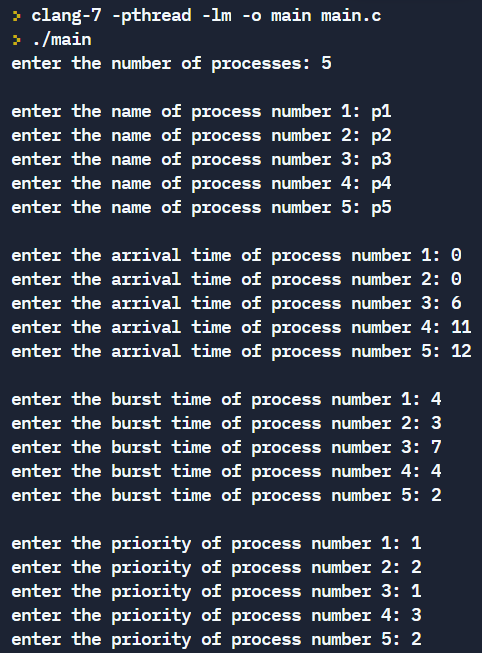 > clang-7 -pthread -lm -o main main.c
> ./main
enter the number of processes: 5
enter the name of process number 1: p1
enter the name of process number 2: p2
enter the name of process number 3: p3
enter the name of process number 4: p4
enter the name of process number 5: p5
enter the arrival time of process number 1: 0
enter the arrival time of process number 2: 0
enter the arrival time of process number 3: 6
enter the arrival time of process number 4: 11
enter the arrival time of process number 5: 12
enter the burst time of process number 1: 4
enter the burst time of process number 2: 3
enter the burst time of process number 3: 7
enter the burst time of process number 4: 4
enter the burst time of process number 5: 2
enter the priority of process number 1: 1
enter the priority of process number 2: 2
enter the priority of process number 3: 1
enter the priority of process number 4: 3
enter the priority of process number 5: 2